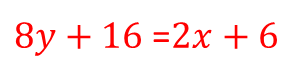 8y + 16 =2x + 6